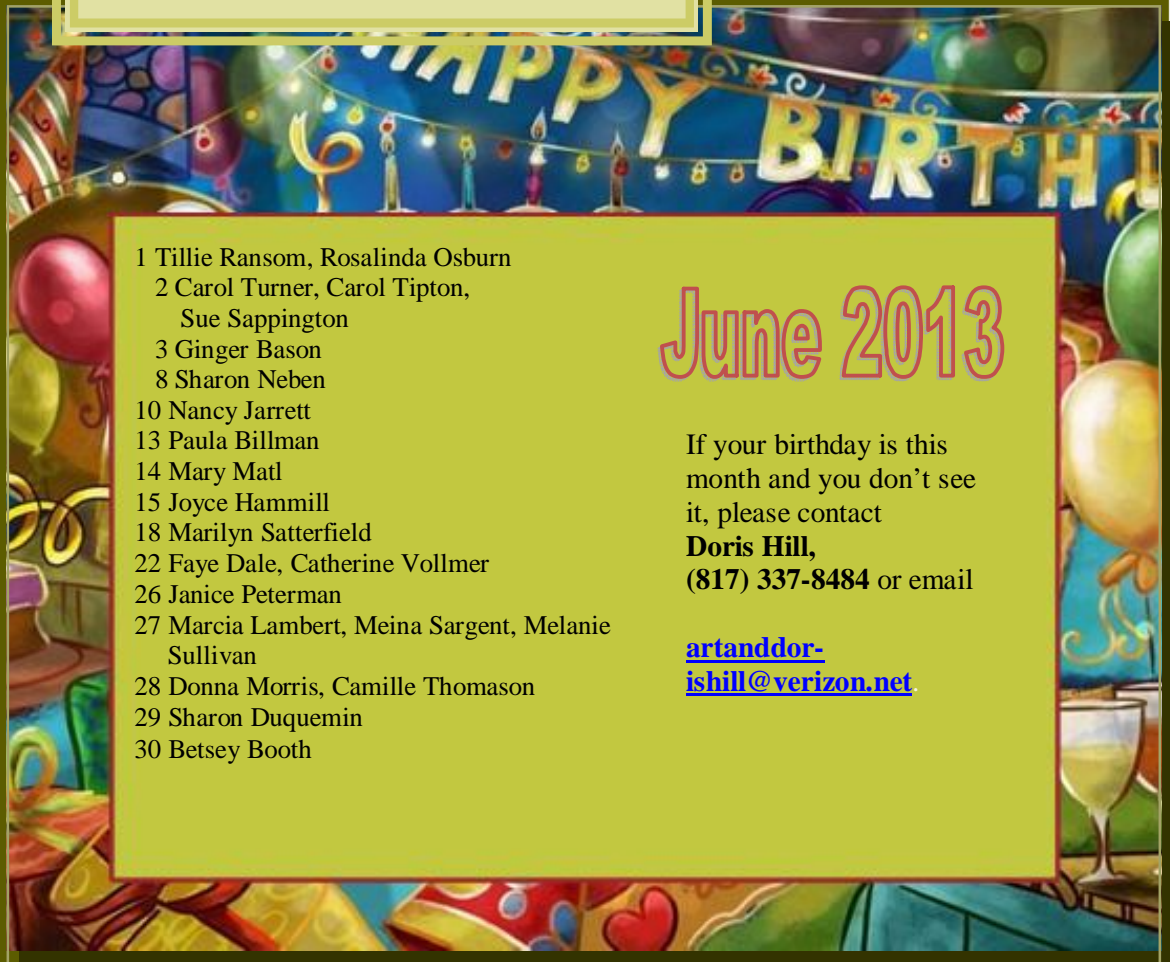 HAPPY BIRTHD
1 Tillie Ransom, Rosalinda Osburn
2 Carol Turner, Carol Tipton,
Sue Sappington
3 Ginger Bason
8 Sharon Neben
10 Nancy Jarrett
13 Paula Billman
14 Mary Matl
15 Joyce Hammill
18 Marilyn Satterfield
22 Faye Dale, Catherine Vollmer
26 Janice Peterman
27 Marcia Lambert, Meina Sargent, Melanie
Sullivan
28 Donna Morris, Camille Thomason
29 Sharon Duquemin
30 Betsey Booth
June 2013
If your birthday is this
month and you don’t see
it, please contact
Doris Hill,
(817) 337-8484 or email
artanddor-
ishill@verizon.net.